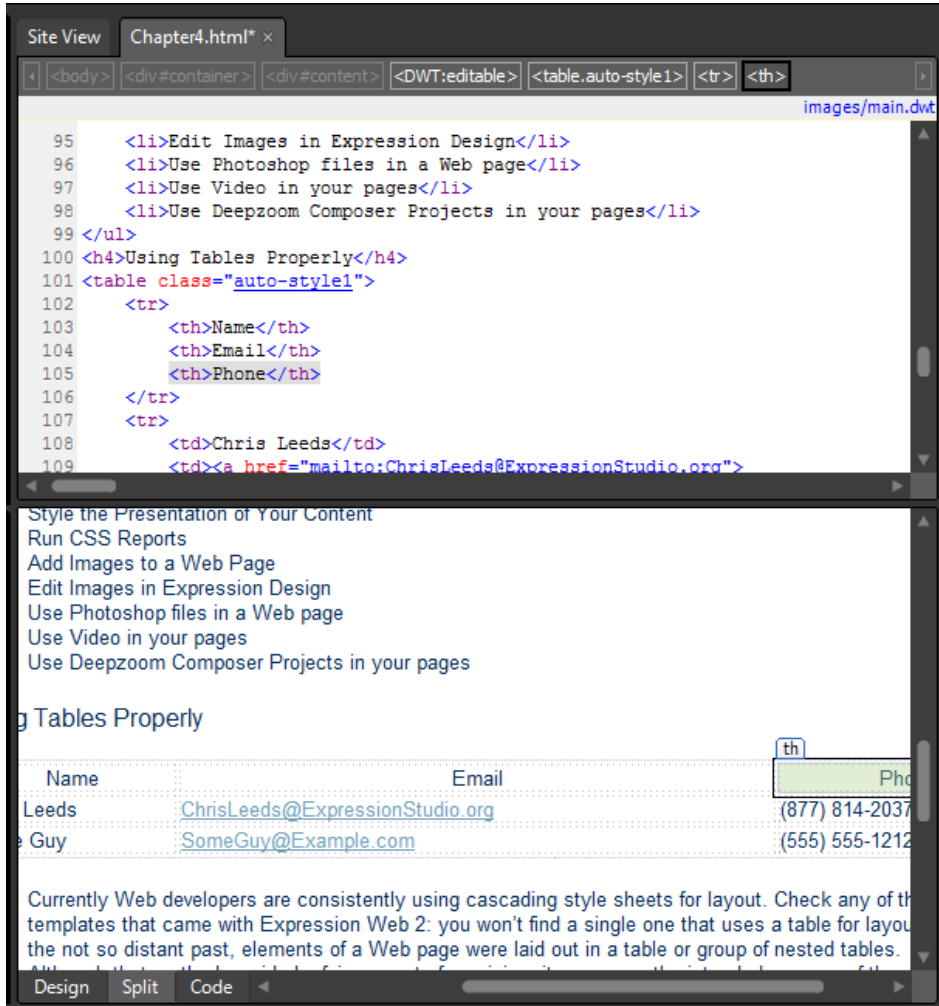 Site View Chapter4.html* ×
<body> <div#container> <div#content> <DWT:editable> <table.auto-style1> <tr> <th>
images/main.dwt
95 <li>Edit Images in Expression Design</li>
96 <li>Use Photoshop files in a Web page</li>
97 <li>Use Video in your pages</li>
98 <li>Use Deepzoom Composer Projects in your pages</li>
99 </ul>
100 <h4>Using Tables Properly</h4>
101 <table class="auto-style1">
102 <tr>
103 <th>Name</th>
104 <th>Email</th>
105 <th>Phone</th>
106 </tr>
107 <tr>
108 <td>Chris Leeds</td>
109 <td><a href="mailto:ChrisLeeds@ExpressionStudio.org">
Style the Presentation of Your Content
Run CSS Reports
Add Images to a Web Page
Edit Images in Expression Design
Use Photoshop files in a Web page
Use Video in your pages
Use Deepzoom Composer Projects in your pages
g Tables Properly
th
Name Email Pho
Leeds ChrisLeeds@ExpressionStudio.org (877) 814-2037
e Guy SomeGuy@Example.com (555) 555-1212
Currently Web developers are consistently using cascading style sheets for layout. Check any of th
templates that came with Expression Web 2: you won't find a single one that uses a table for layou
the not so distant past, elements of a Web page were laid out in a table or group of nested tables.
Design Split Code